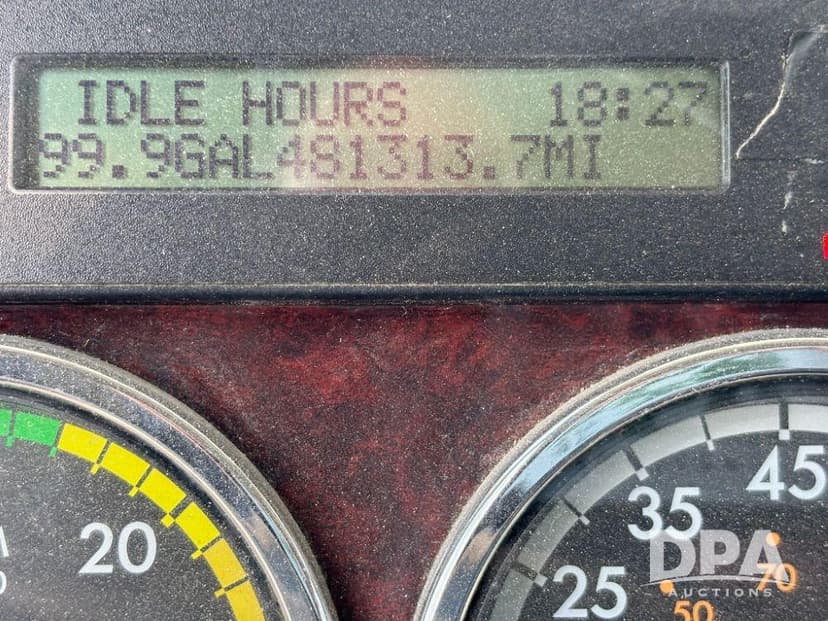 IDLE HOURS 18:27
99.9GAL481313.7MI
20
25
35
45
50
70
DPA
AUCTIONS